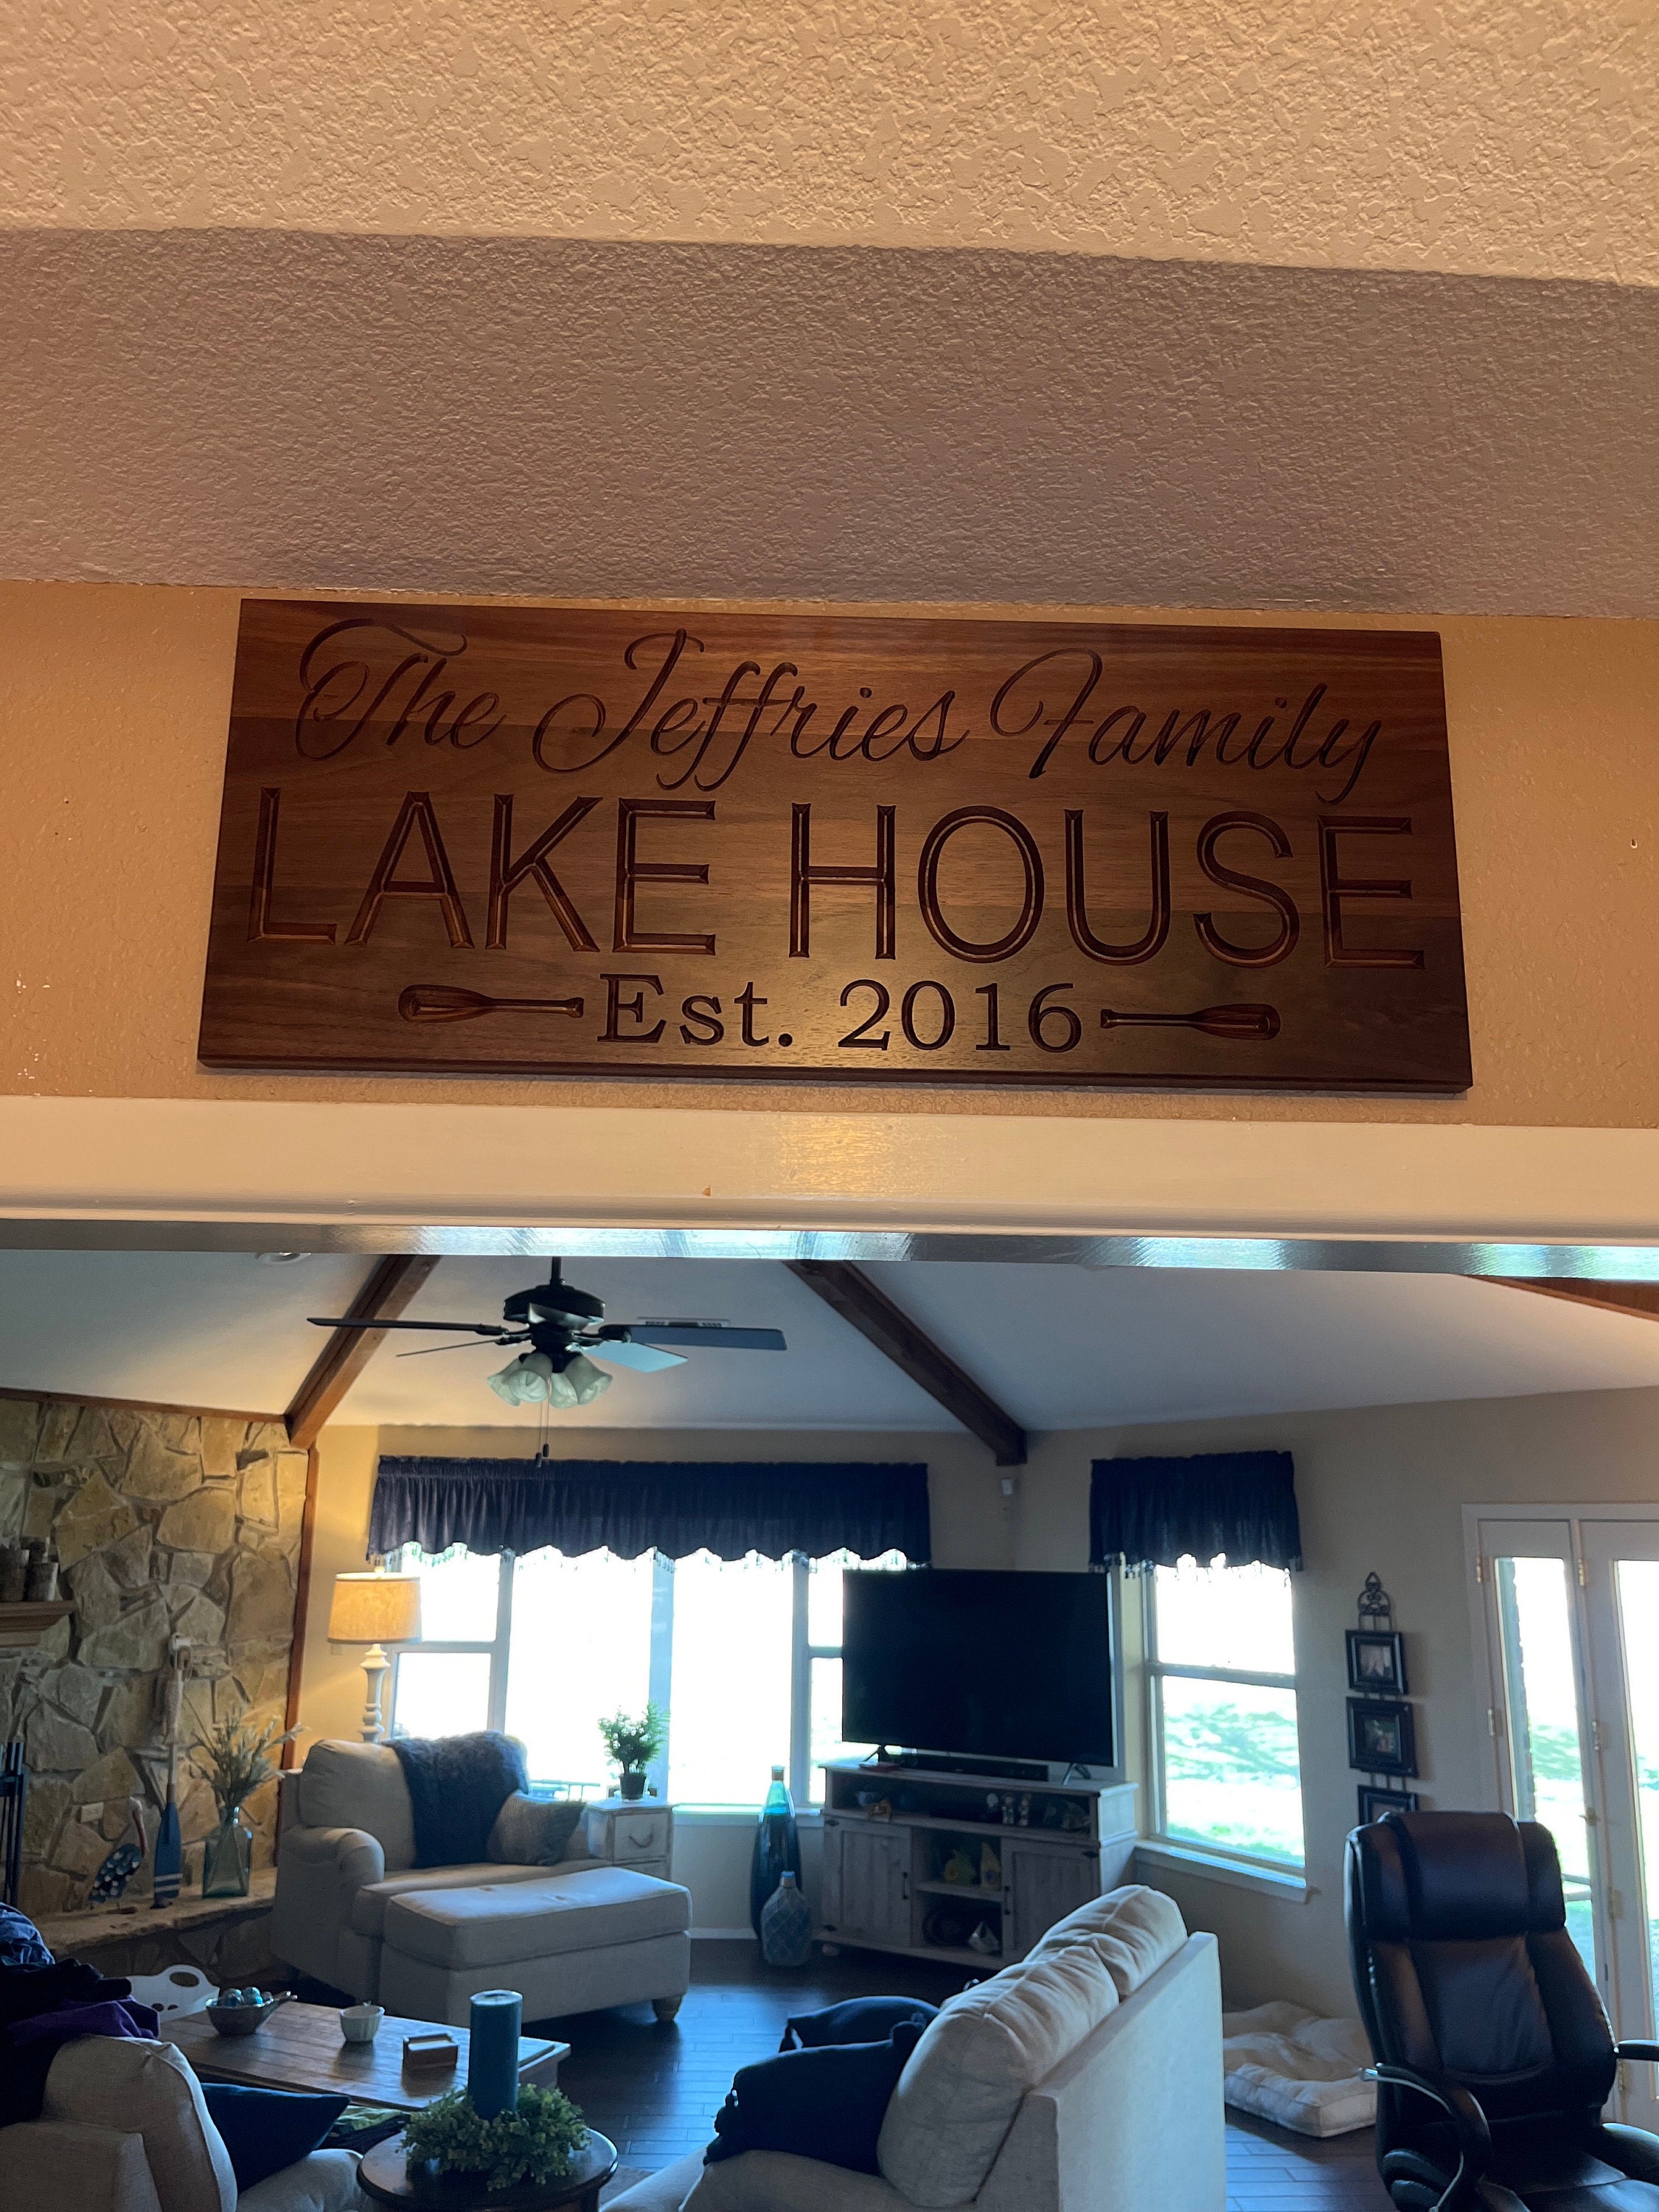 The Jeffries Family
LAKE HOUSE
Est. 2016